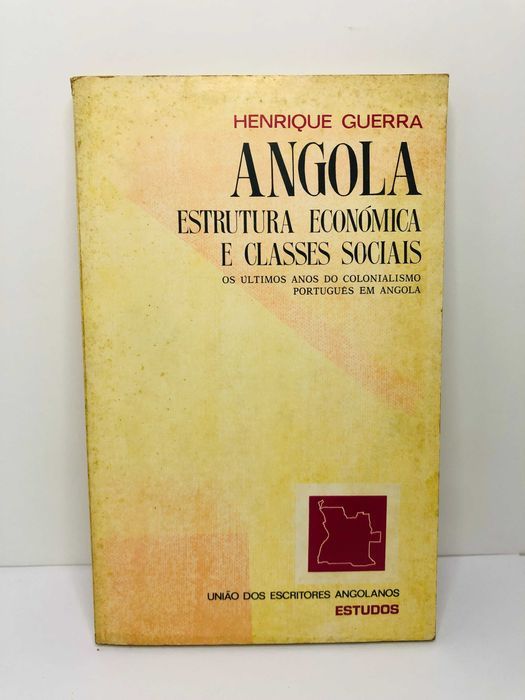 HENRIQUE GUERRA
ANGOLA
ESTRUTURA ECONÓMICA
E CLASSES SOCIAIS
OS ÚLTIMOS ANOS DO COLONIALISMO
PORTUGUÊS EM ANGOLA
UNIÃO DOS ESCRITORES ANGOLANOS
ESTUDOS